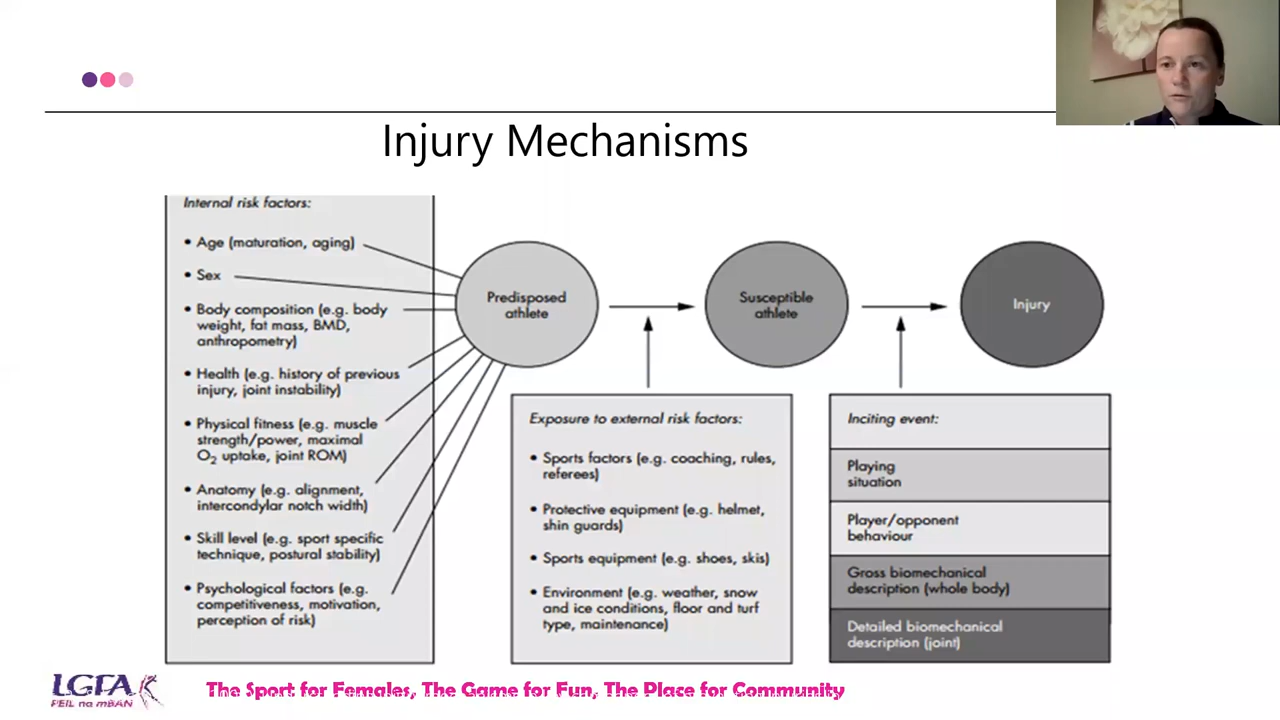 Injury Mechanisms
Internal risk factors:
• Age (maturation, aging)
• Sex
• Body composition (e.g. body
weight, fat mass, BMD,
anthropometry)
• Health (e.g. history of previous
injury, joint instability)
• Physical fitness (e.g. muscle
strength/power, maximal
O₂ uptake, joint ROM)
• Anatomy (e.g. alignment,
intercondylar notch width)
• Skill level (e.g. sport specific
technique, postural stability)
• Psychological factors (e.g.
competitiveness, motivation,
perception of risk)
Predisposed
athlete
Susceptible
athlete
Injury
Exposure to external risk factors:
• Sports factors (e.g. coaching, rules,
referees)
• Protective equipment (e.g. helmet,
shin guards)
• Sports equipment (e.g. shoes, skis)
• Environment (e.g. weather, snow
and ice conditions, floor and turf
type, maintenance)
Inciting event:
Playing
situation
Player/opponent
behaviour
Gross biomechanical
description (whole body)
Detailed biomechanical
description (joint)
LGFA
PEIL na mBAN
The Sport for Females, The Game for Fun, The Place for Community